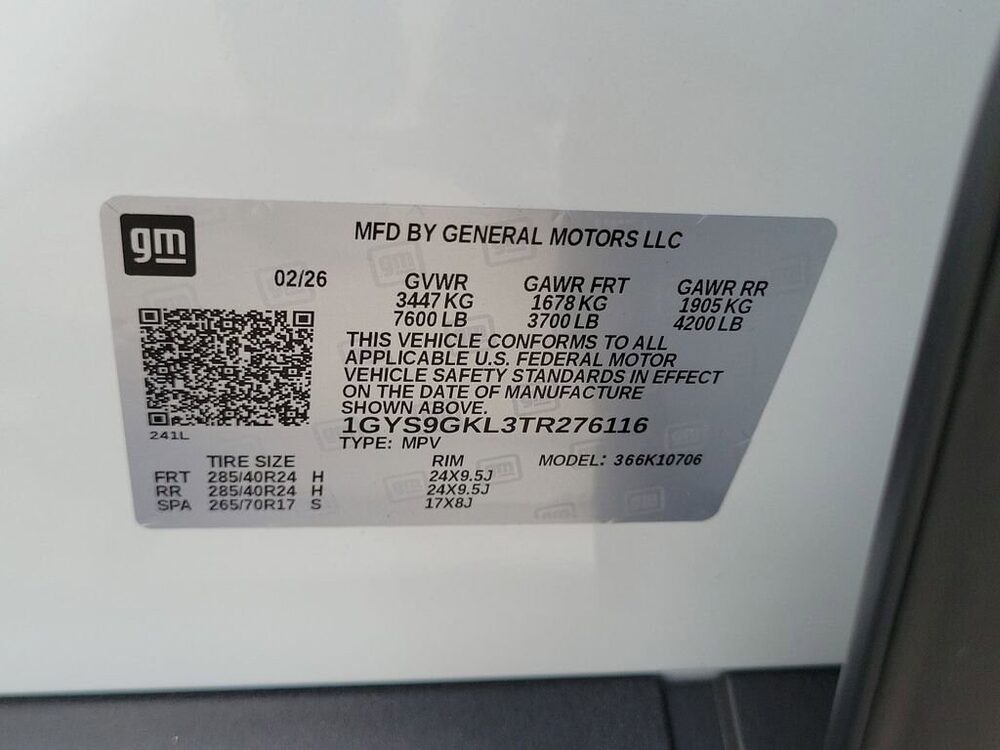 gm
MFD BY GENERAL MOTORS LLC
02/26 GVWR GAWR FRT GAWR RR
3447 KG 1678 KG 1905 KG
7600 LB 3700 LB 4200 LB
THIS VEHICLE CONFORMS TO ALL
APPLICABLE U.S. FEDERAL MOTOR
VEHICLE SAFETY STANDARDS IN EFFECT
ON THE DATE OF MANUFACTURE
SHOWN ABOVE.
1GYS9GKL3TR276116
241L TYPE: MPV
TIRE SIZE RIM MODEL: 366K10706
FRT 285/40R24 H 24X9.5J
RR 285/40R24 H 24X9.5J
SPA 265/70R17 S 17X8J